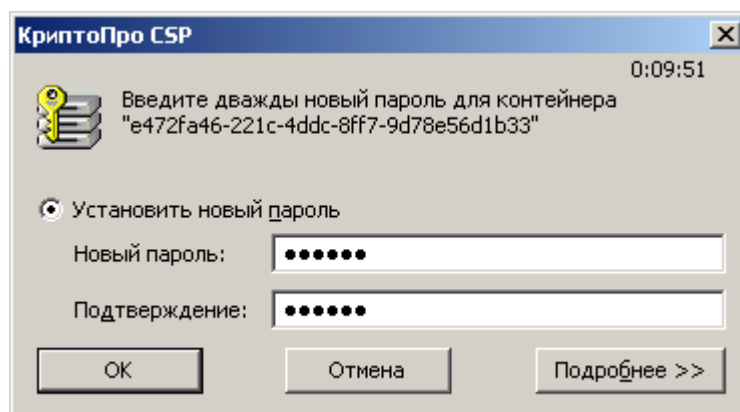 КриптоПро CSP
0:09:51
Введите дважды новый пароль для контейнера
"e472fa46-221c-4ddc-8ff7-9d78e56d1b33"
Установить новый пароль
Новый пароль: ●●●●●●
Подтверждение: ●●●●●●
ОК Отмена Подробнее >>